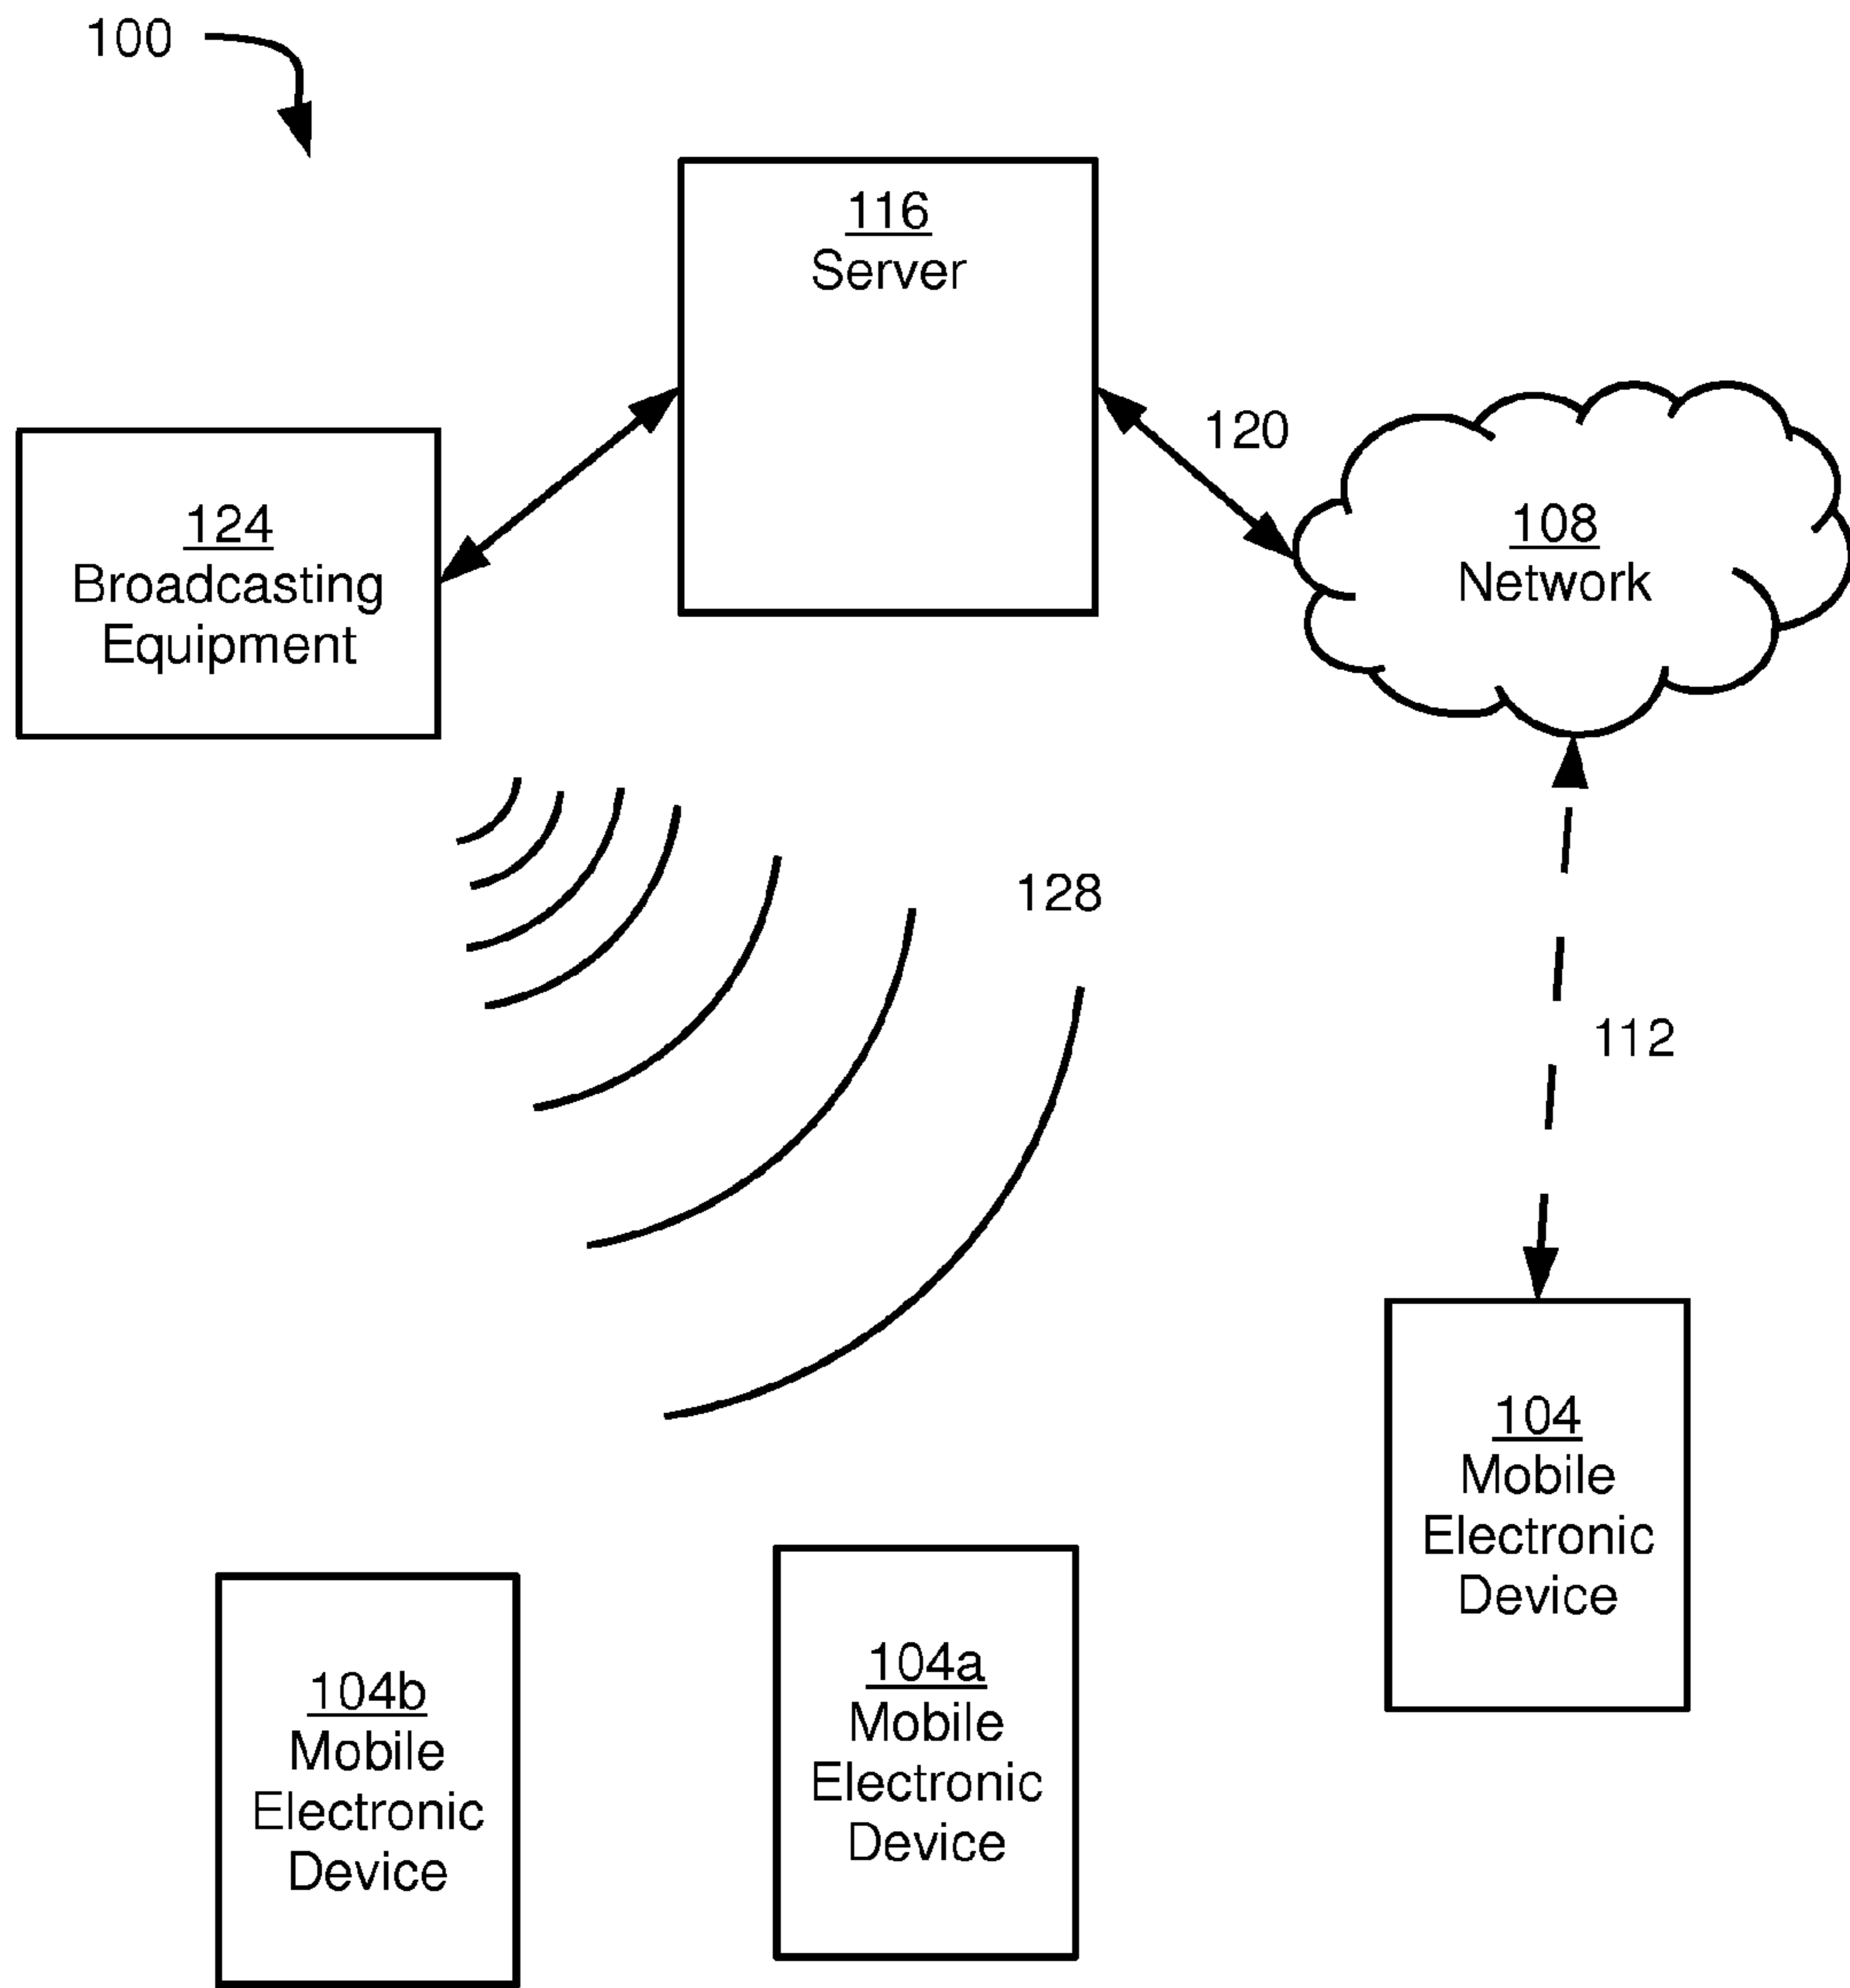 100
116
Server
120
124
Broadcasting
Equipment
108
Network
128
112
104
Mobile
Electronic
Device
104a
Mobile
Electronic
Device
104b
Mobile
Electronic
Device